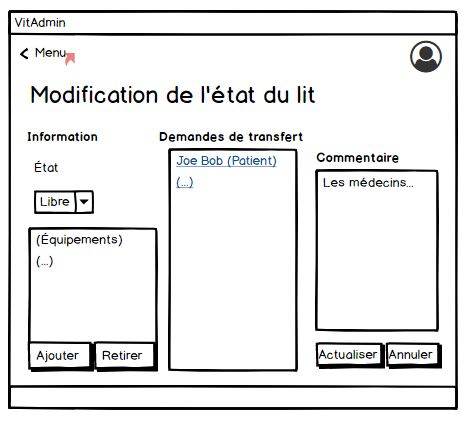 VitAdmin
Menu
Modification de l'état du lit
Information
État
Libre
(Équipements)
(...)
Ajouter Retirer
Demandes de transfert
Joe Bob (Patient)
(...)
Commentaire
Les médecins...
Actualiser Annuler